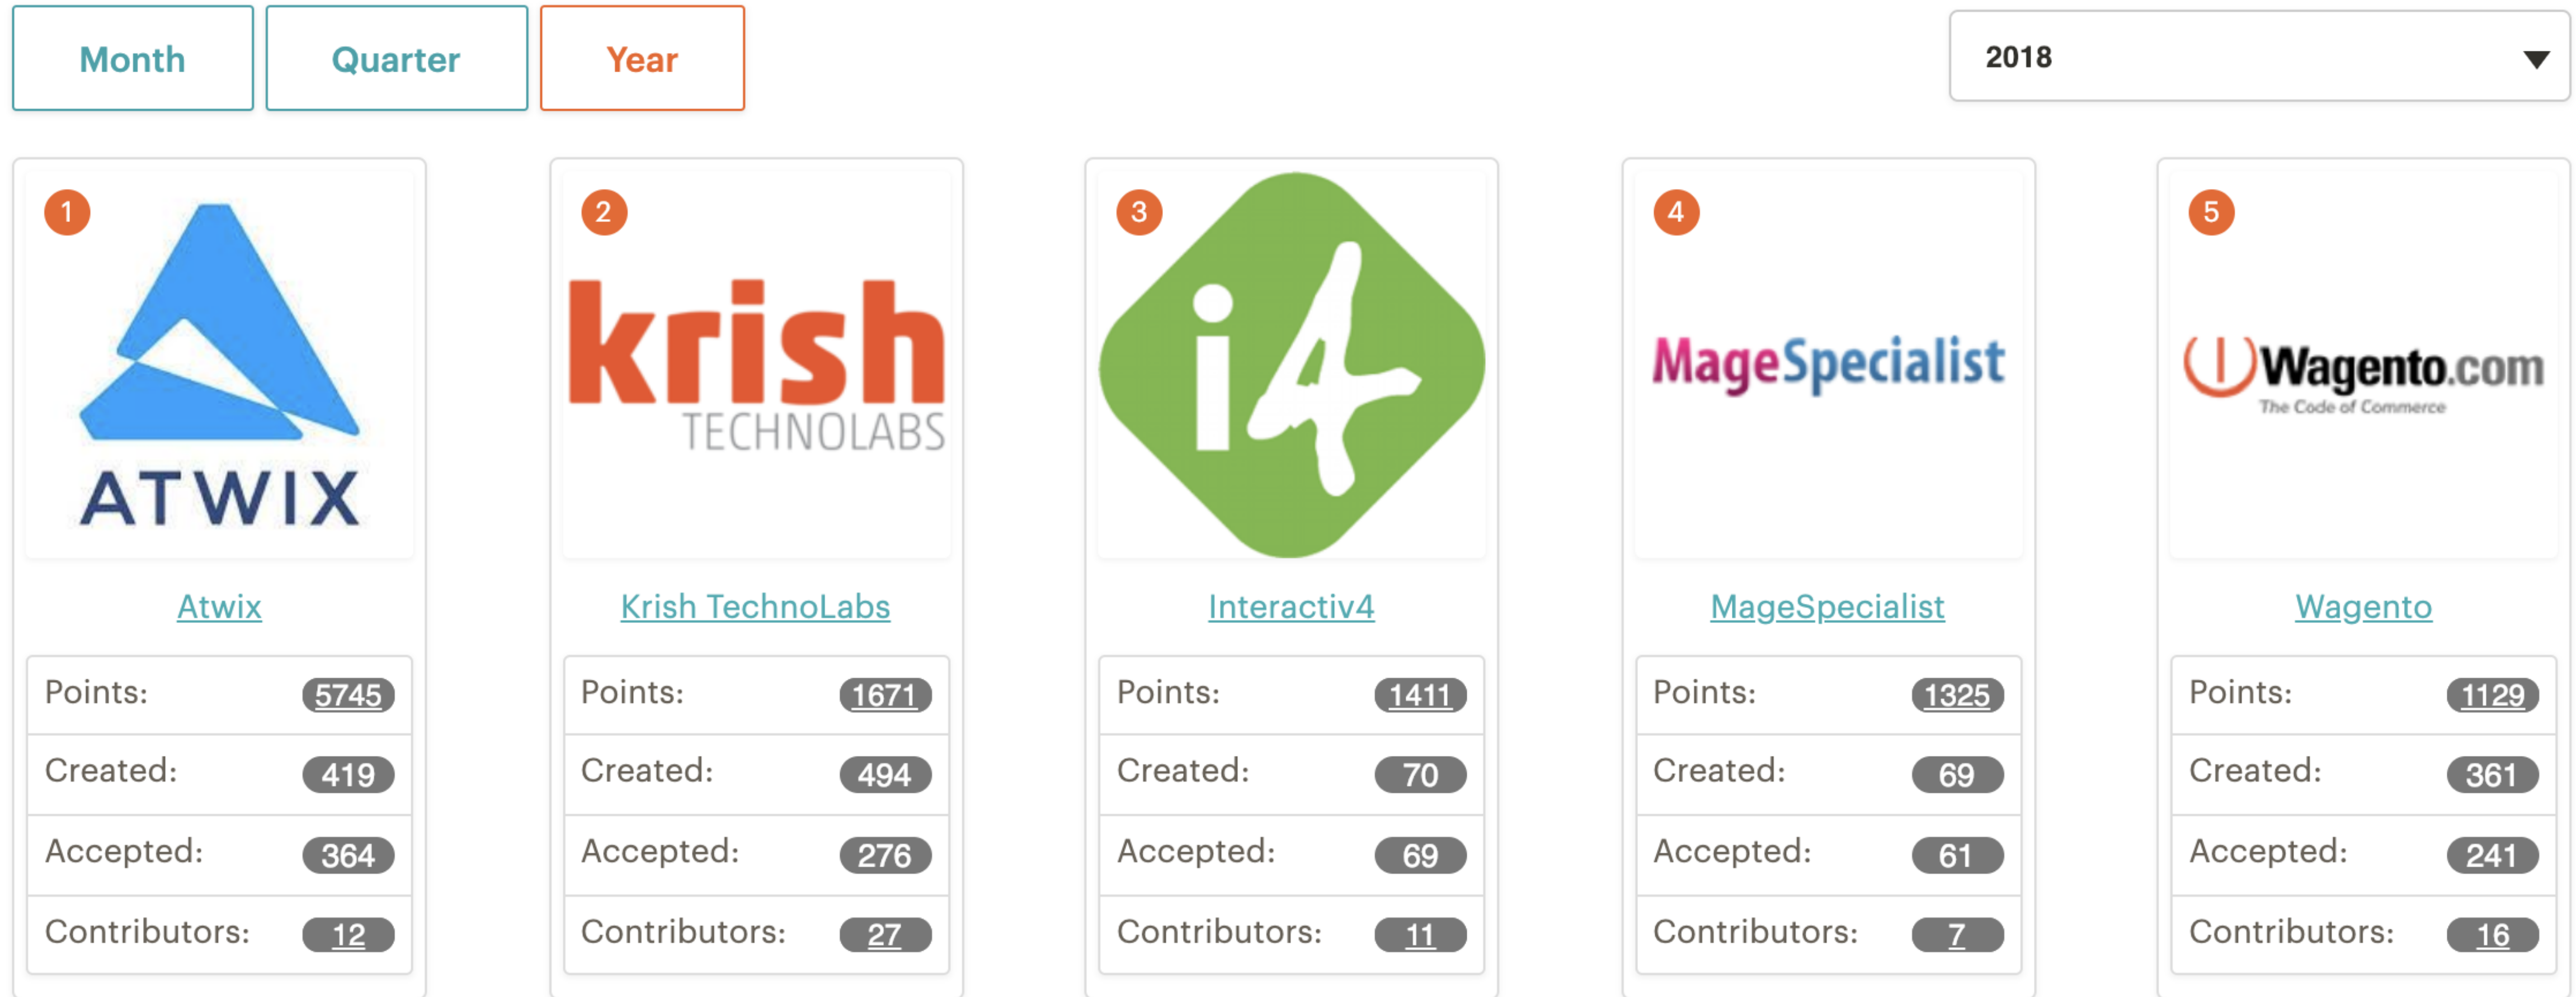 Month Quarter Year 2018
1
ATWIX
Atwix
Points: 5745
Created: 419
Accepted: 364
Contributors: 12
2
krish
TECHNOLABS
Krish TechnoLabs
Points: 1671
Created: 494
Accepted: 276
Contributors: 27
3
i4
Interactiv4
Points: 1411
Created: 70
Accepted: 69
Contributors: 11
4
MageSpecialist
MageSpecialist
Points: 1325
Created: 69
Accepted: 61
Contributors: 7
5
Wagento.com
The Code of Commerce
Wagento
Points: 1129
Created: 361
Accepted: 241
Contributors: 16